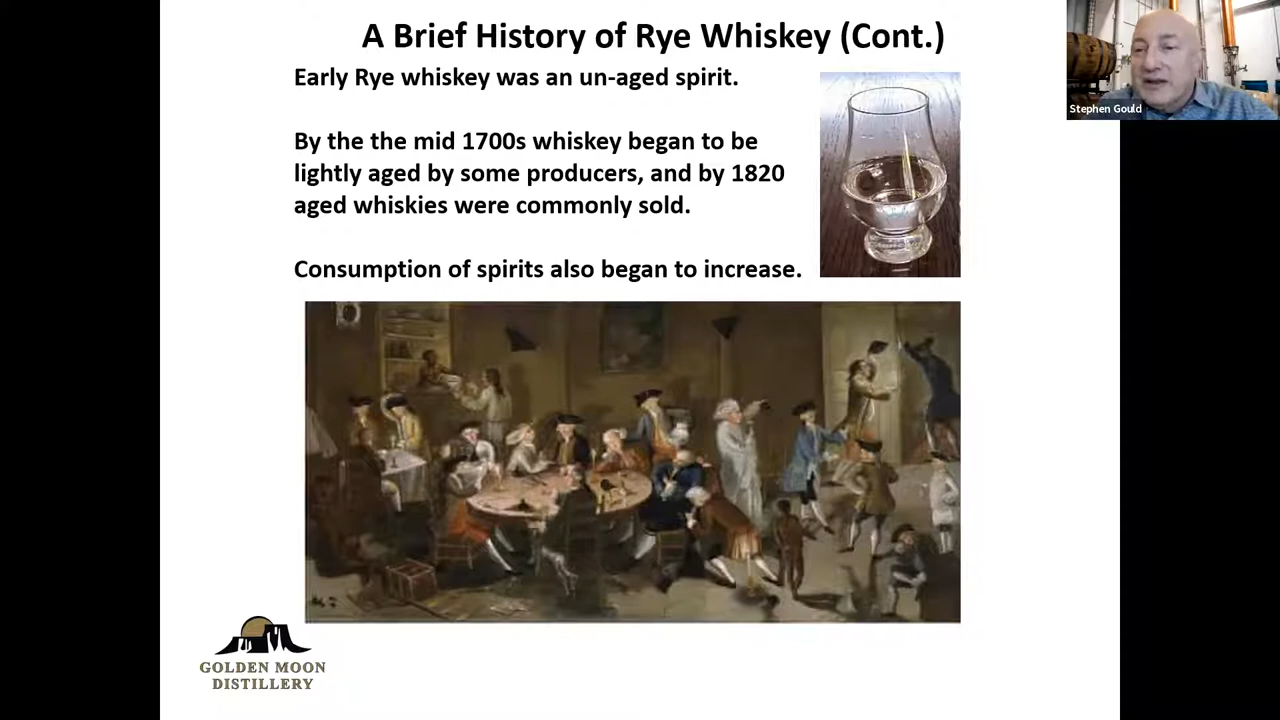 A Brief History of Rye Whiskey (Cont.)
Early Rye whiskey was an un-aged spirit.
By the the mid 1700s whiskey began to be
lightly aged by some producers, and by 1820
aged whiskies were commonly sold.
Consumption of spirits also began to increase.
Stephen Gould
GOLDEN MOON
DISTILLERY